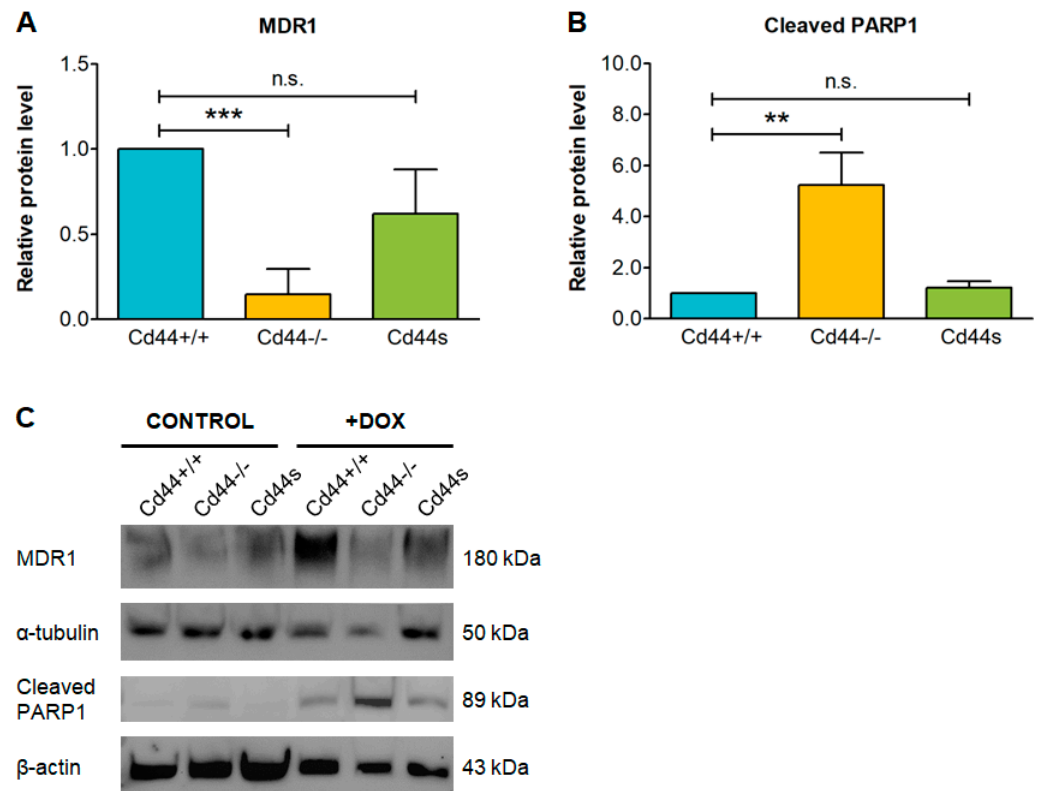 A
MDR1
Relative protein level
1.5
1.0
0.5
0.0
n.s.
***
Cd44+/+ Cd44-/- Cd44s
B
Cleaved PARP1
Relative protein level
10.0
8.0
6.0
4.0
2.0
0.0
n.s.
**
Cd44+/+ Cd44-/- Cd44s
C
CONTROL +DOX
Cd44+/+ Cd44-/- Cd44s Cd44+/+ Cd44-/- Cd44s
MDR1 180 kDa
α-tubulin 50 kDa
Cleaved
PARP1 89 kDa
β-actin 43 kDa